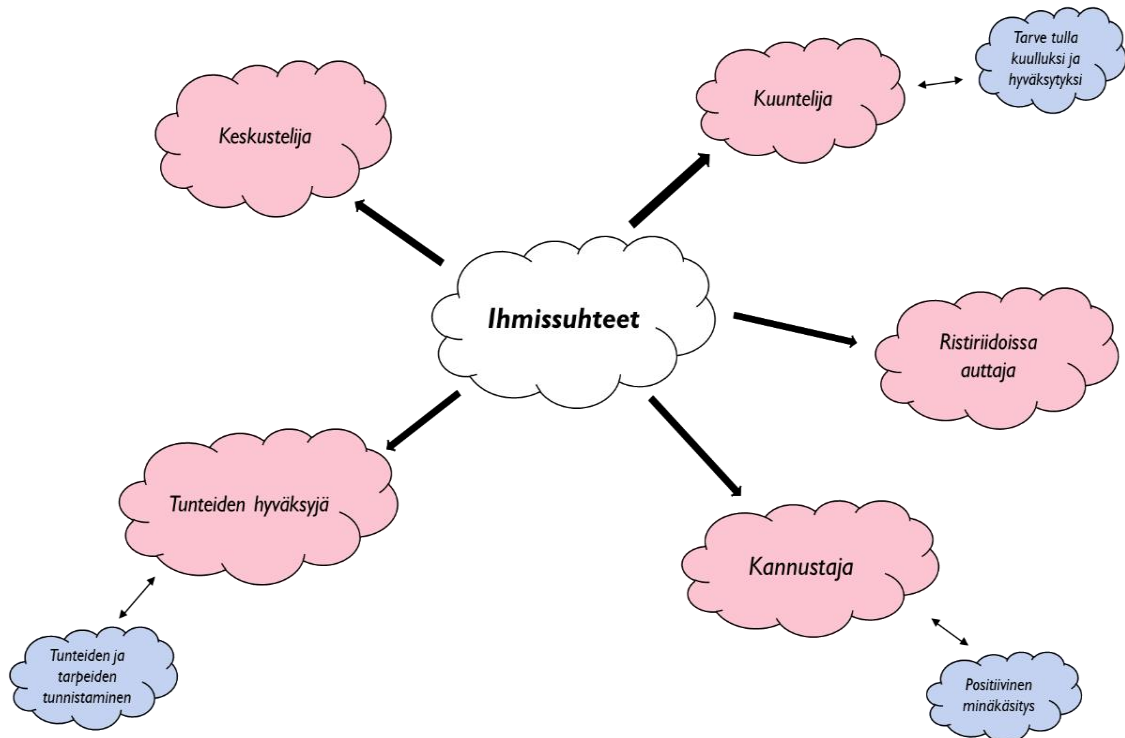 Tarve tulla
kuulluksi ja
hyväksytyksi
Kuuntelija
Keskustelija
Ihmissuhteet
Ristiriidoissa
auttaja
Tunteiden hyväksyjä
Kannustaja
Tunteiden ja
tarpeiden
tunnistaminen
Positiivinen
minäkäsitys